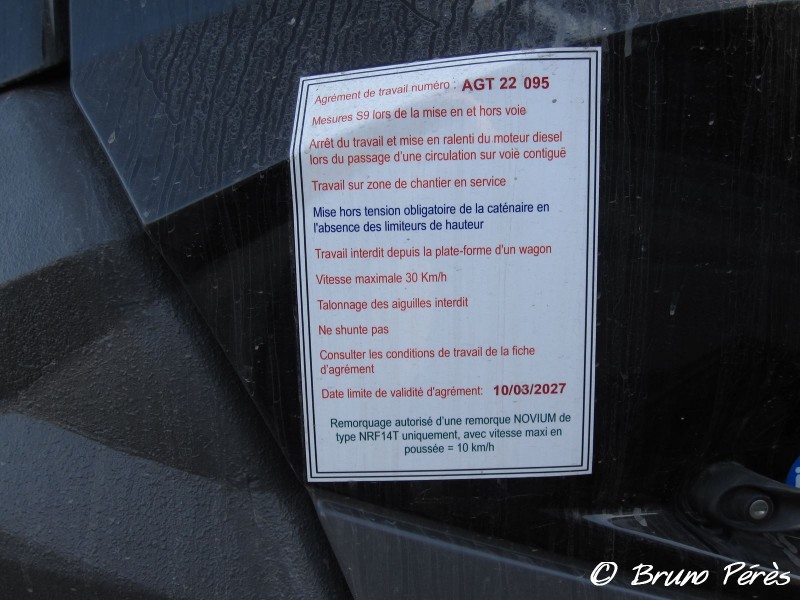 Agrément de travail numéro : AGT 22 095
Mesures S9 lors de la mise en et hors voie
Arrêt du travail et mise en ralenti du moteur diesel
lors du passage d'une circulation sur voie contiguë
Travail sur zone de chantier en service
Mise hors tension obligatoire de la caténaire en
l'absence des limiteurs de hauteur
Travail interdit depuis la plate-forme d'un wagon
Vitesse maximale 30 Km/h
Talonnage des aiguilles interdit
Ne shunte pas
Consulter les conditions de travail de la fiche
d'agrément
Date limite de validité d'agrément: 10/03/2027
Remorquage autorisé d'une remorque NOVIUM de
type NRF14T uniquement, avec vitesse maxi en
poussée = 10 km/h
© Bruno Pérès